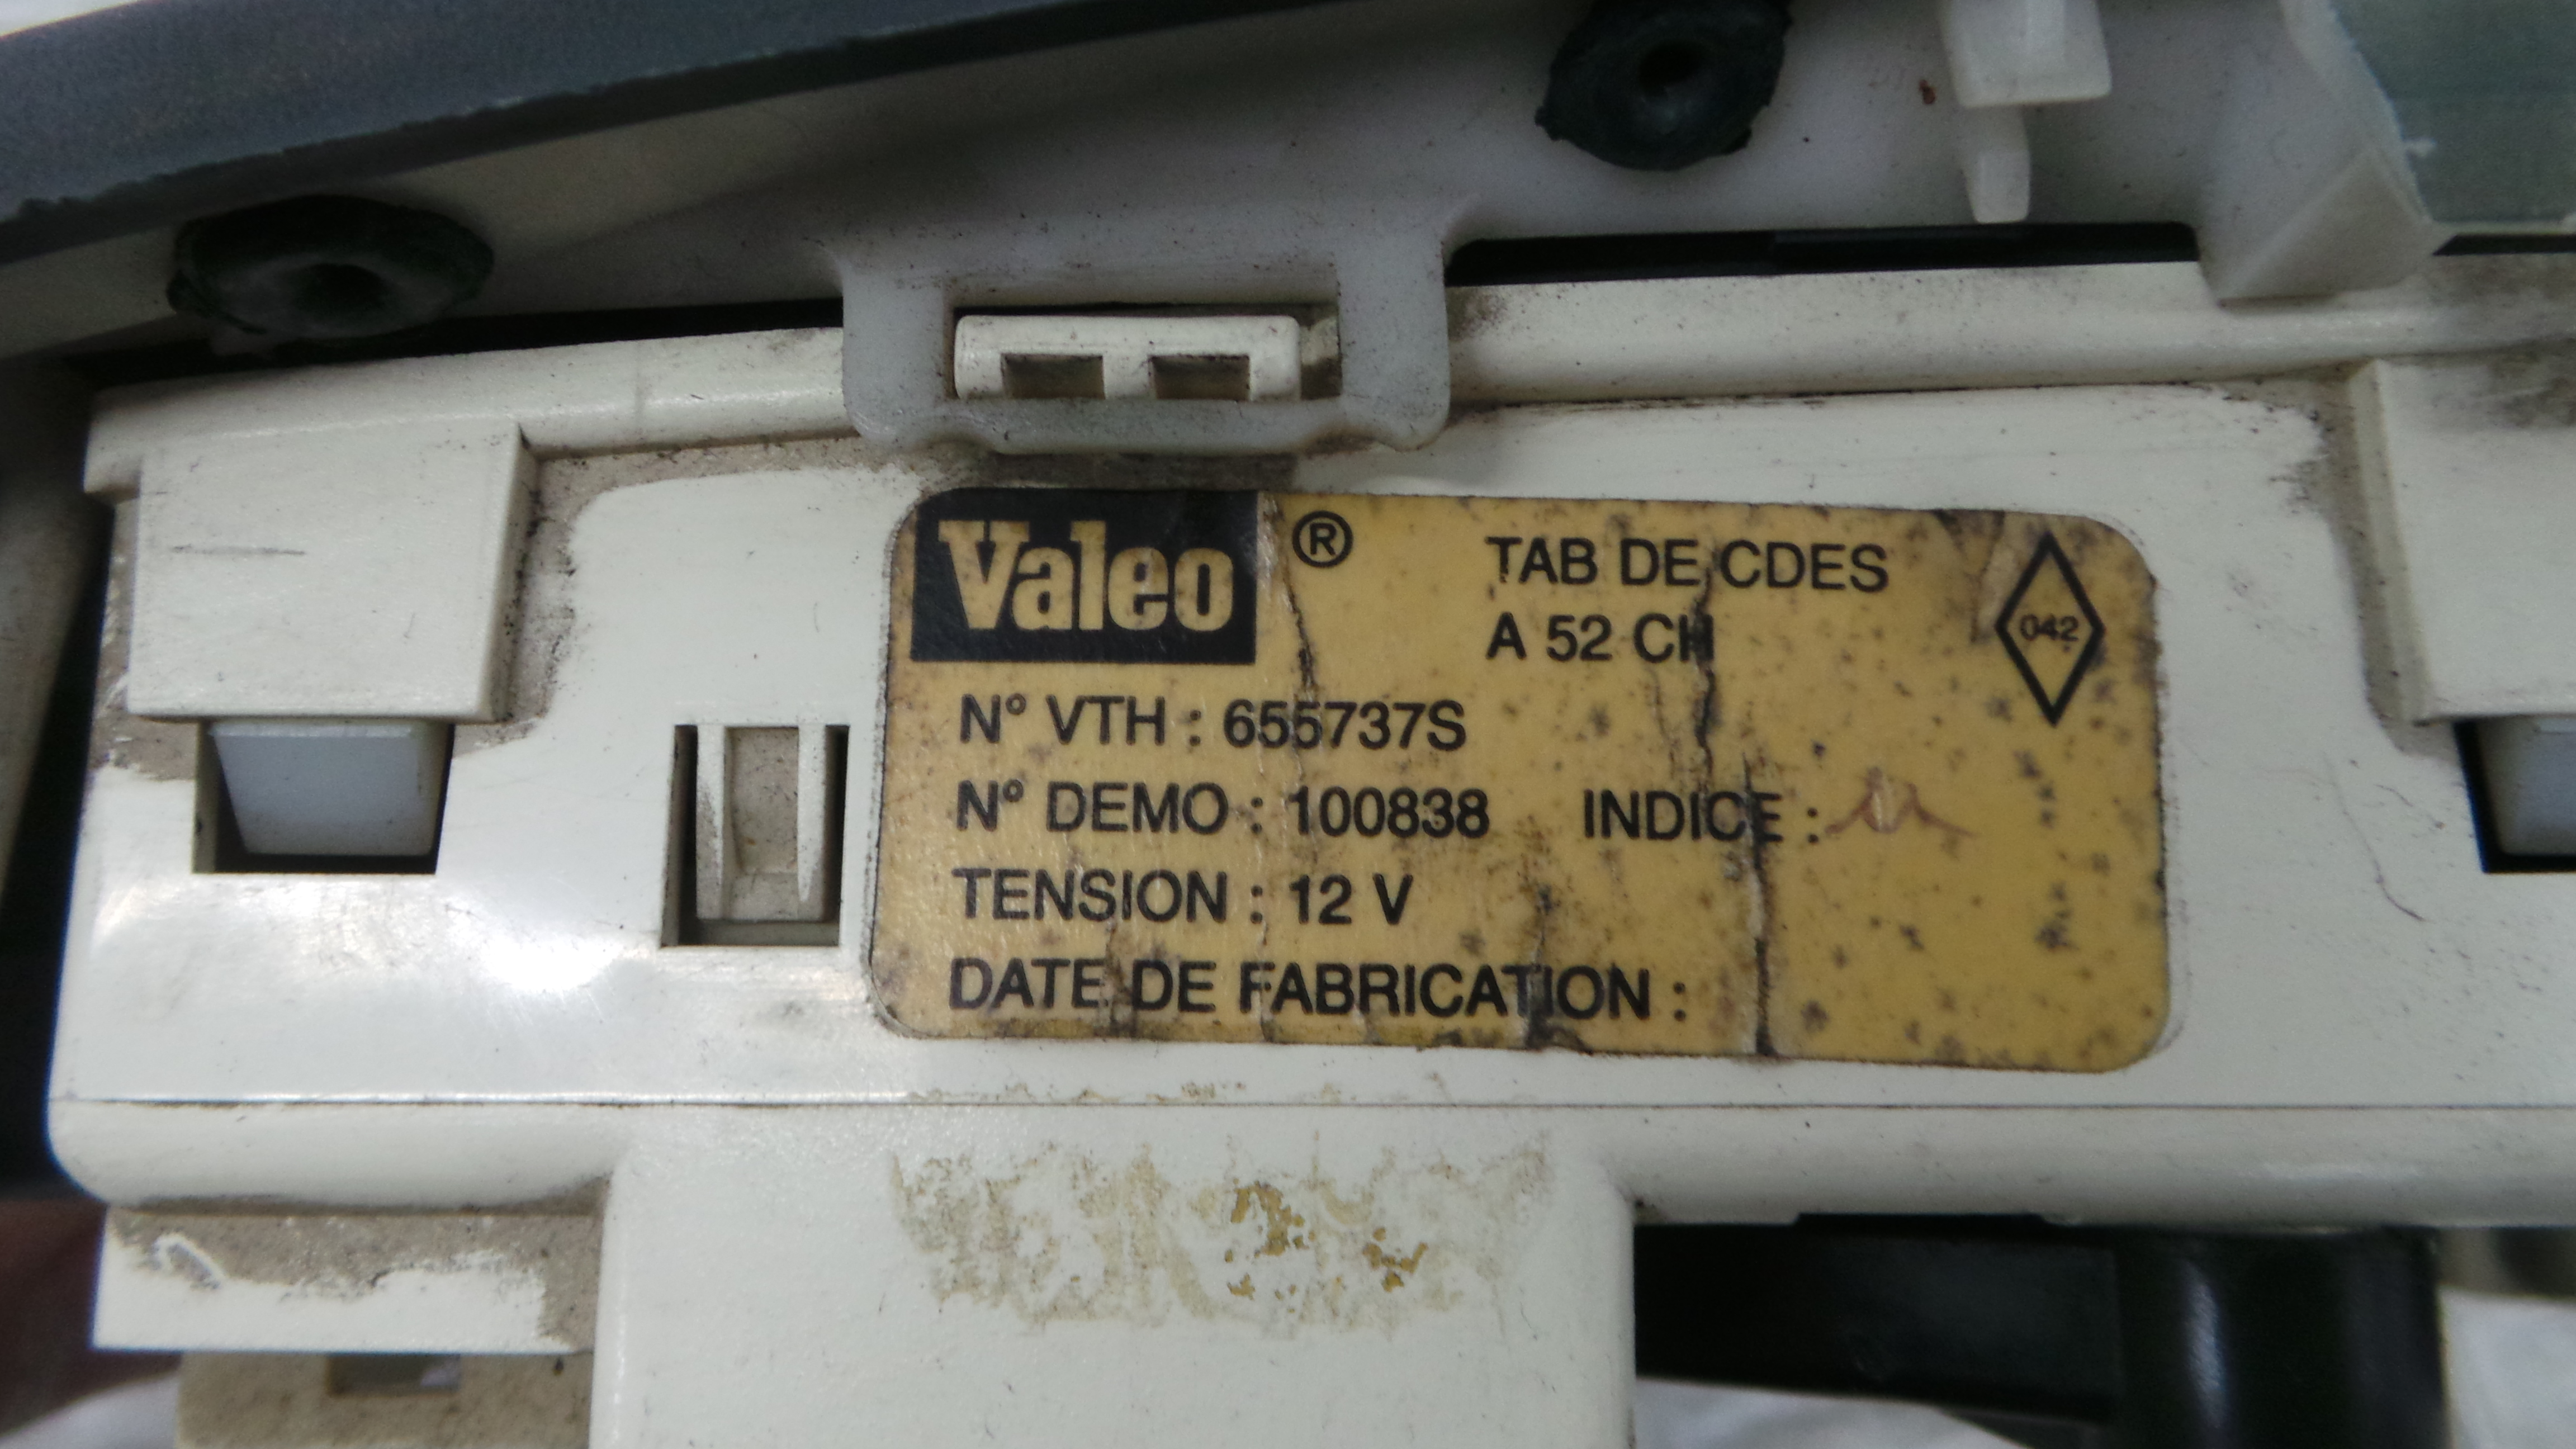 Valeo ®
TAB DE CDES
A 52 CH
042
N° VTH : 655737S
N° DEMO : 100838 INDICE :
TENSION : 12 V
DATE DE FABRICATION :